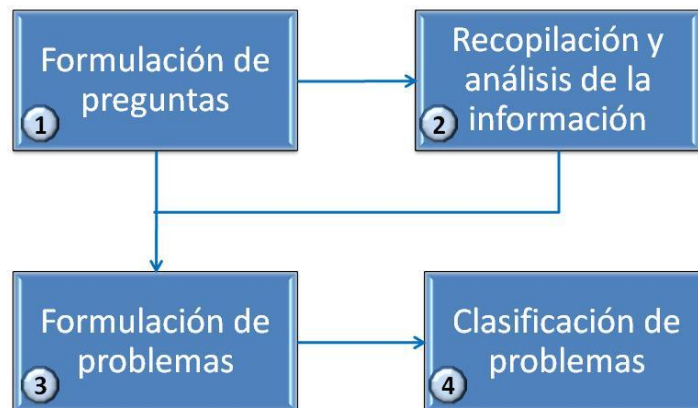 Formulación de
preguntas
1
Recopilación y
análisis de la
información
2
Formulación de
problemas
3
Clasificación de
problemas
4